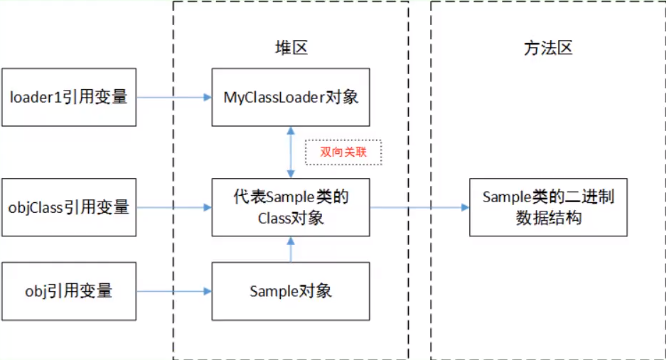 堆区
方法区
loader1引用变量
MyClassLoader对象
双向关联
objClass引用变量
代表Sample类的
Class对象
Sample类的二进制
数据结构
obj引用变量
Sample对象